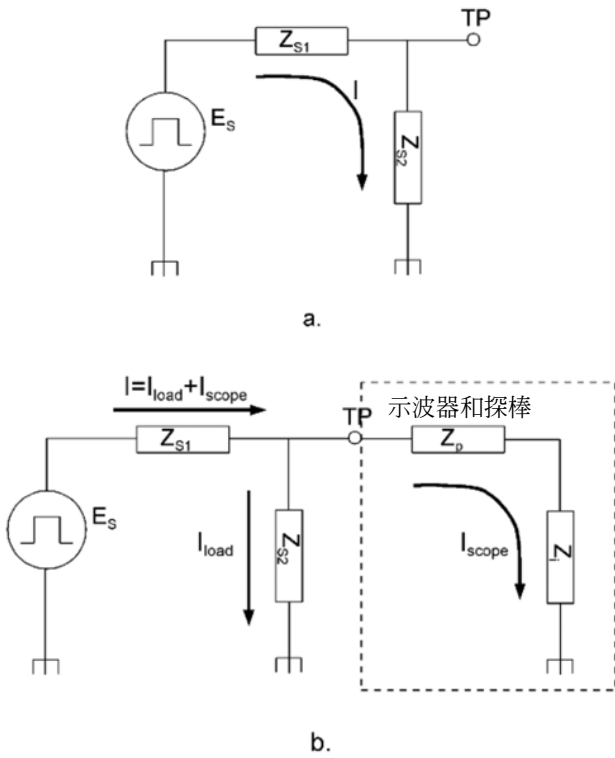 TP
Z_S1
I
E_S
Z_S2
a.
I=I_load+I_scope
TP
示波器和探棒
Z_S1
Z_p
E_S
I_load
Z_S2
I_scope
Z_i
b.